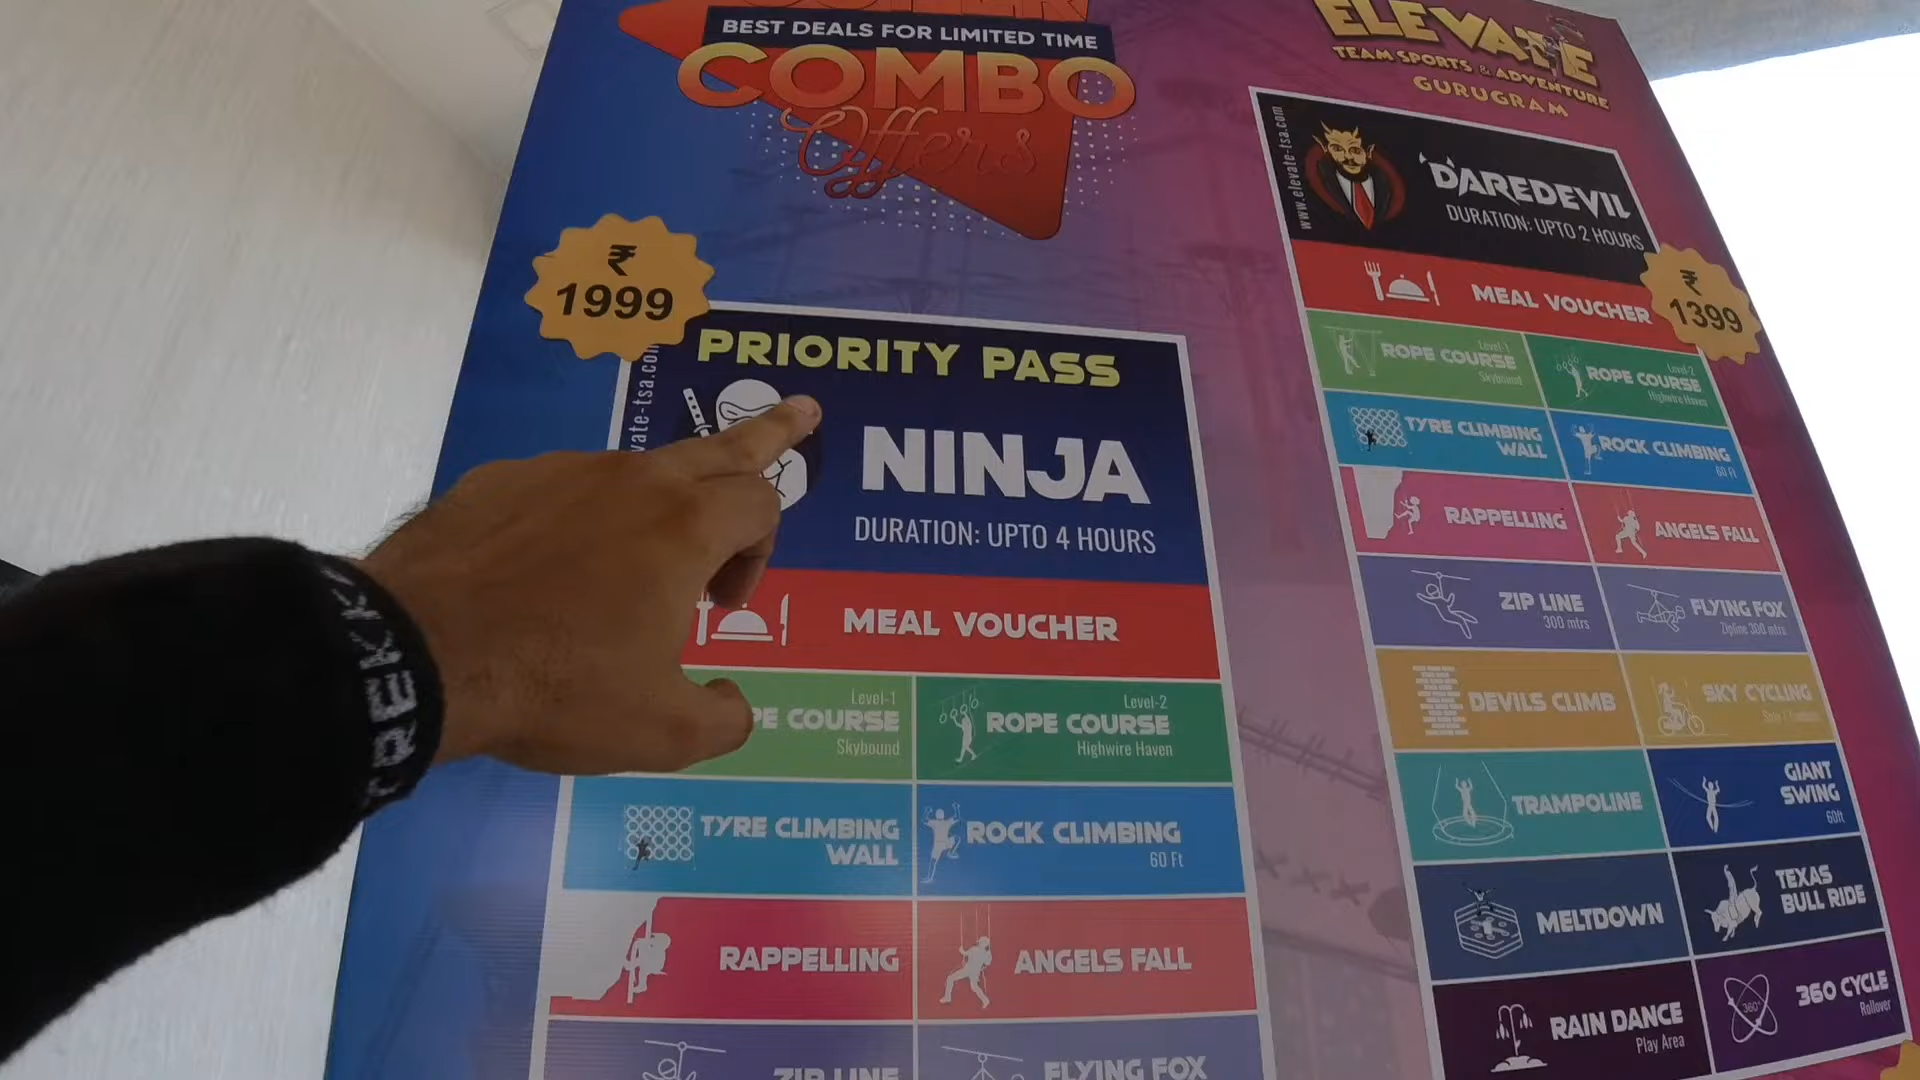 BEST DEALS FOR LIMITED TIME
COMBO
Offers
₹
1999
PRIORITY PASS
NINJA
DURATION: UPTO 4 HOURS
MEAL VOUCHER
Level-1
PE COURSE
Skybound
Level-2
ROPE COURSE
Highwire Haven
TYRE CLIMBING
WALL
ROCK CLIMBING
60 Ft
RAPPELLING
ANGELS FALL
ZIP LINE
FLYING FOX
vate-tsa.com
CREKK
ELEVATE
TEAM SPORTS & ADVENTURE
GURUGRAM
www.elevate-tsa.com
DAREDEVIL
DURATION: UPTO 2 HOURS
₹
1399
MEAL VOUCHER
Level-1
ROPE COURSE
Skybound
Level-2
ROPE COURSE
Highwire Haven
TYRE CLIMBING
WALL
ROCK CLIMBING
60 Ft
RAPPELLING
ANGELS FALL
ZIP LINE
300 mtrs
FLYING FOX
Zipline 300 mtrs
DEVILS CLIMB
SKY CYCLING
TRAMPOLINE
GIANT
SWING
60ft
MELTDOWN
TEXAS
BULL RIDE
RAIN DANCE
Play Area
360 CYCLE
Rollover
360°